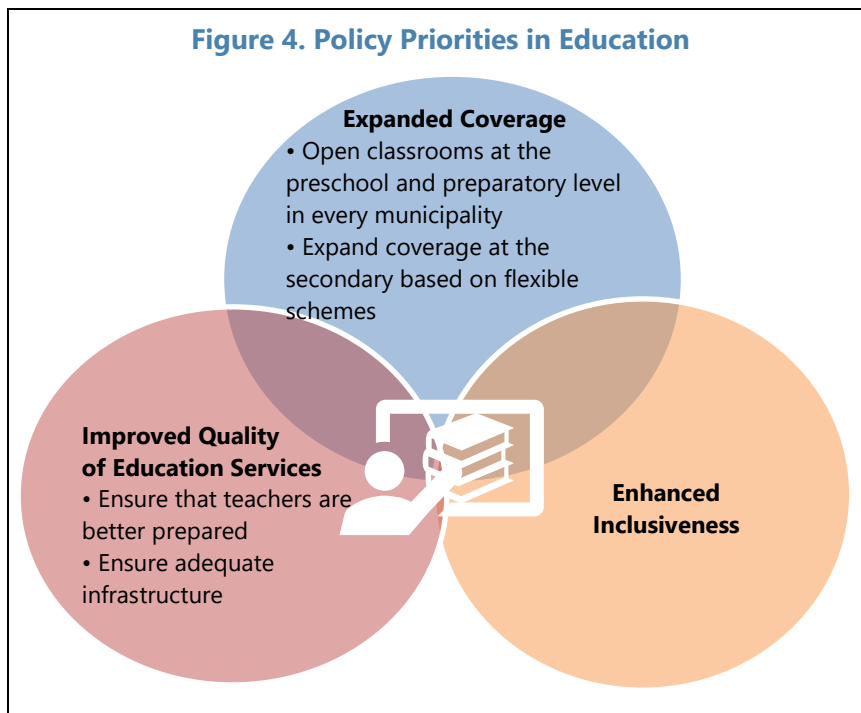 Figure 4. Policy Priorities in Education
Expanded Coverage
• Open classrooms at the
preschool and preparatory level
in every municipality
• Expand coverage at the
secondary based on flexible
schemes
Improved Quality
of Education Services
• Ensure that teachers are
better prepared
• Ensure adequate
infrastructure
Enhanced
Inclusiveness